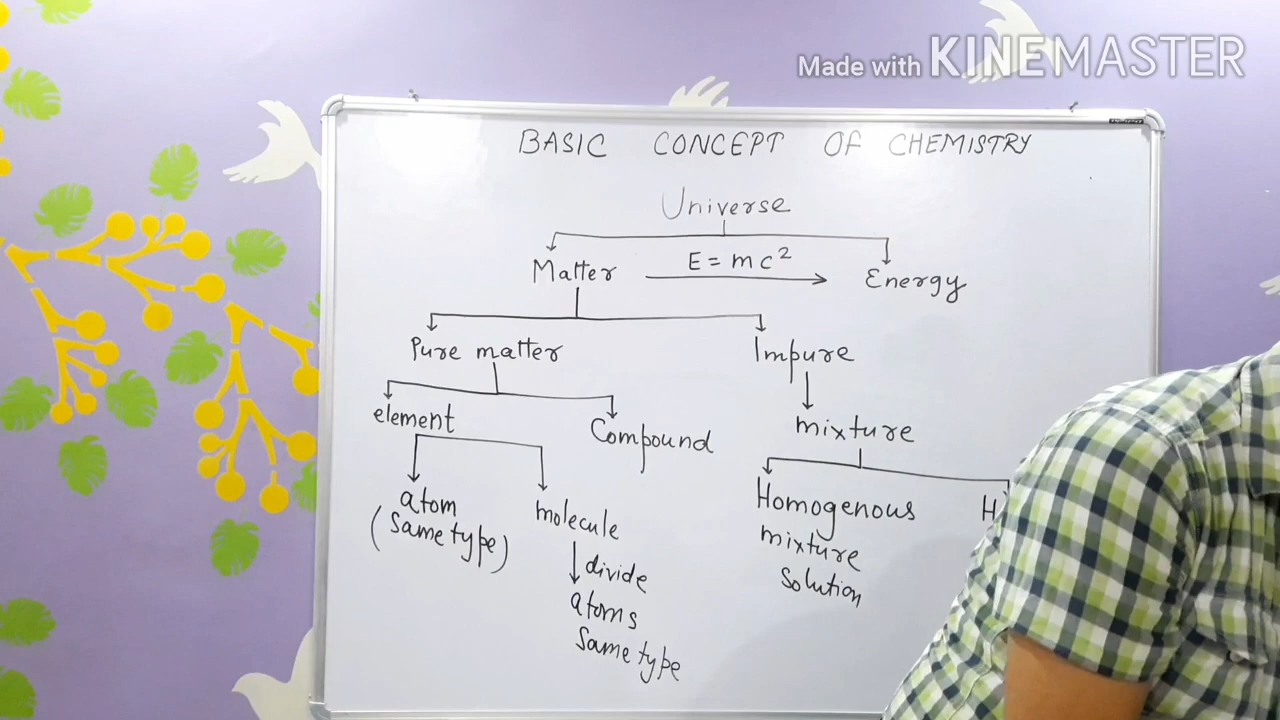 Made with KINEMASTER
BASIC CONCEPT OF CHEMISTRY
Universe
Matter
E = mc²
Energy
Pure matter
Impure
element
Compound
mixture
atom
(Same type)
molecule
divide
atoms
Same type
Homogenous
mixture
Solution
H